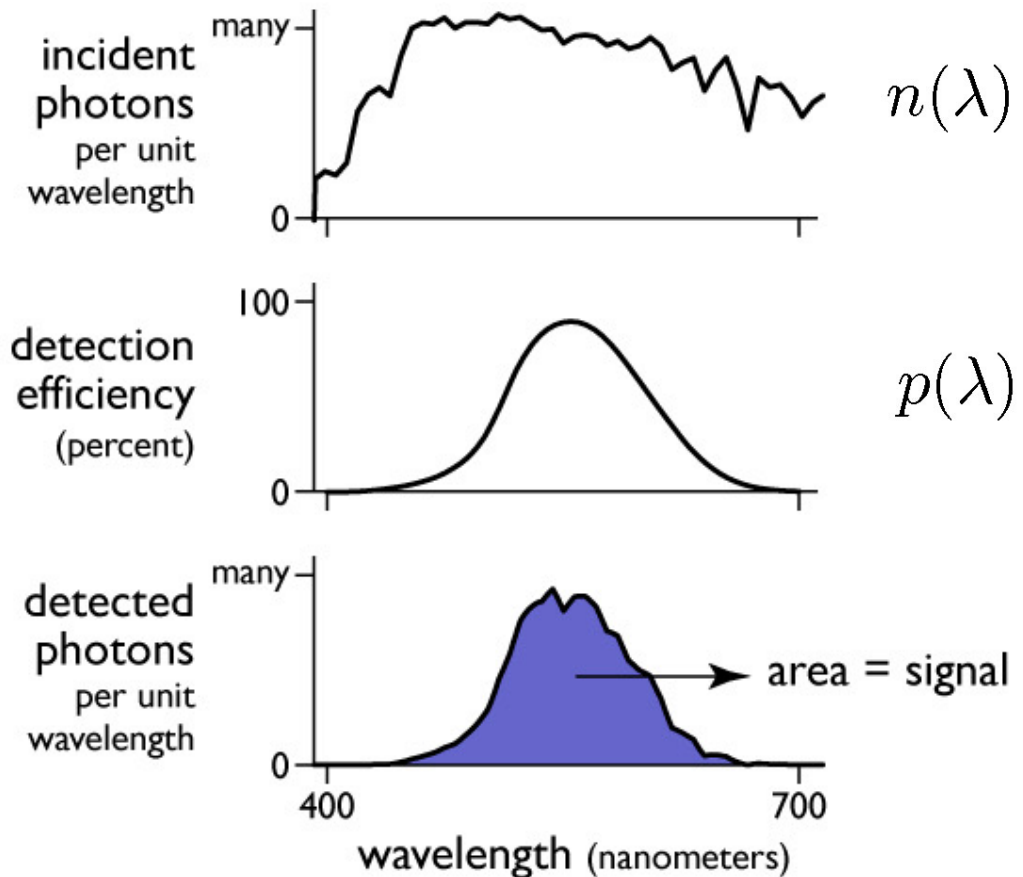 many
incident
photons
per unit
wavelength
0
n(λ)
100
detection
efficiency
(percent)
0
p(λ)
many
detected
photons
per unit
wavelength
0
area = signal
400
700
wavelength (nanometers)